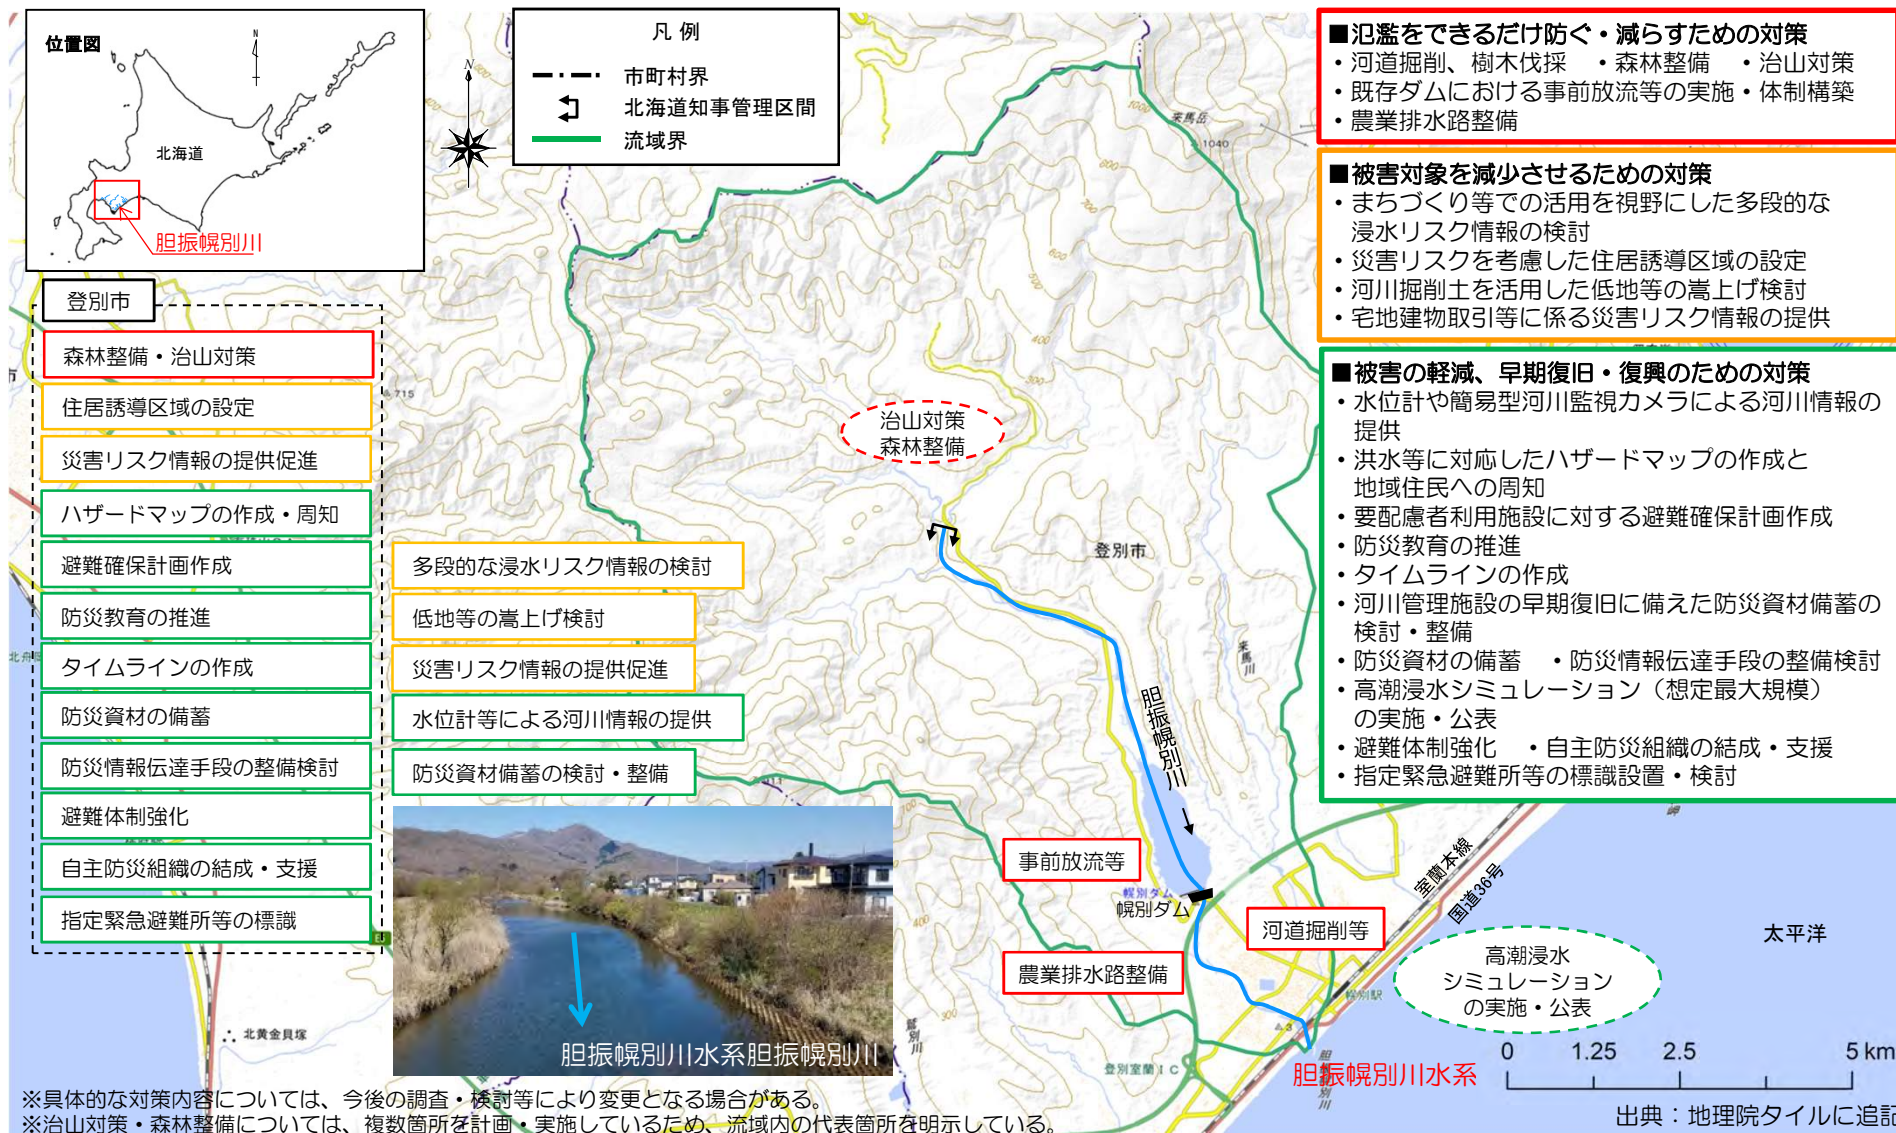 位置図
N
北海道
胆振幌別川
凡 例
市町村界
北海道知事管理区間
流域界
N
■氾濫をできるだけ防ぐ・減らすための対策
・河道掘削、樹木伐採 ・森林整備 ・治山対策
・既存ダムにおける事前放流等の実施・体制構築
・農業排水路整備
■被害対象を減少させるための対策
・まちづくり等での活用を視野にした多段的な
浸水リスク情報の検討
・災害リスクを考慮した住居誘導区域の設定
・河川掘削土を活用した低地等の嵩上げ検討
・宅地建物取引等に係る災害リスク情報の提供
■被害の軽減、早期復旧・復興のための対策
・水位計や簡易型河川監視カメラによる河川情報の
提供
・洪水等に対応したハザードマップの作成と
地域住民への周知
・要配慮者利用施設に対する避難確保計画作成
・防災教育の推進
・タイムラインの作成
・河川管理施設の早期復旧に備えた防災資材備蓄の
検討・整備
・防災資材の備蓄 ・防災情報伝達手段の整備検討
・高潮浸水シミュレーション（想定最大規模）
の実施・公表
・避難体制強化 ・自主防災組織の結成・支援
・指定緊急避難所等の標識設置・検討
登別市
森林整備・治山対策
住居誘導区域の設定
災害リスク情報の提供促進
ハザードマップの作成・周知
避難確保計画作成
防災教育の推進
タイムラインの作成
防災資材の備蓄
防災情報伝達手段の整備検討
避難体制強化
自主防災組織の結成・支援
指定緊急避難所等の標識
多段的な浸水リスク情報の検討
低地等の嵩上げ検討
災害リスク情報の提供促進
水位計等による河川情報の提供
防災資材備蓄の検討・整備
治山対策
森林整備
来馬岳
1040
715
登別市
来馬川
胆振幌別川
事前放流等
幌別ダム
幌別ダム
河道掘削等
農業排水路整備
室蘭本線
国道36号
太平洋
高潮浸水
シミュレーション
の実施・公表
幌別駅
鷲別川
登別室蘭IC
北黄金貝塚
胆振幌別川水系胆振幌別川
胆振幌別川水系
胆振幌別川
0 1.25 2.5 5 km
出典：地理院タイルに追記
※具体的な対策内容については、今後の調査・検討等により変更となる場合がある。
※治山対策・森林整備については、複数箇所を計画・実施しているため、流域内の代表箇所を明示している。